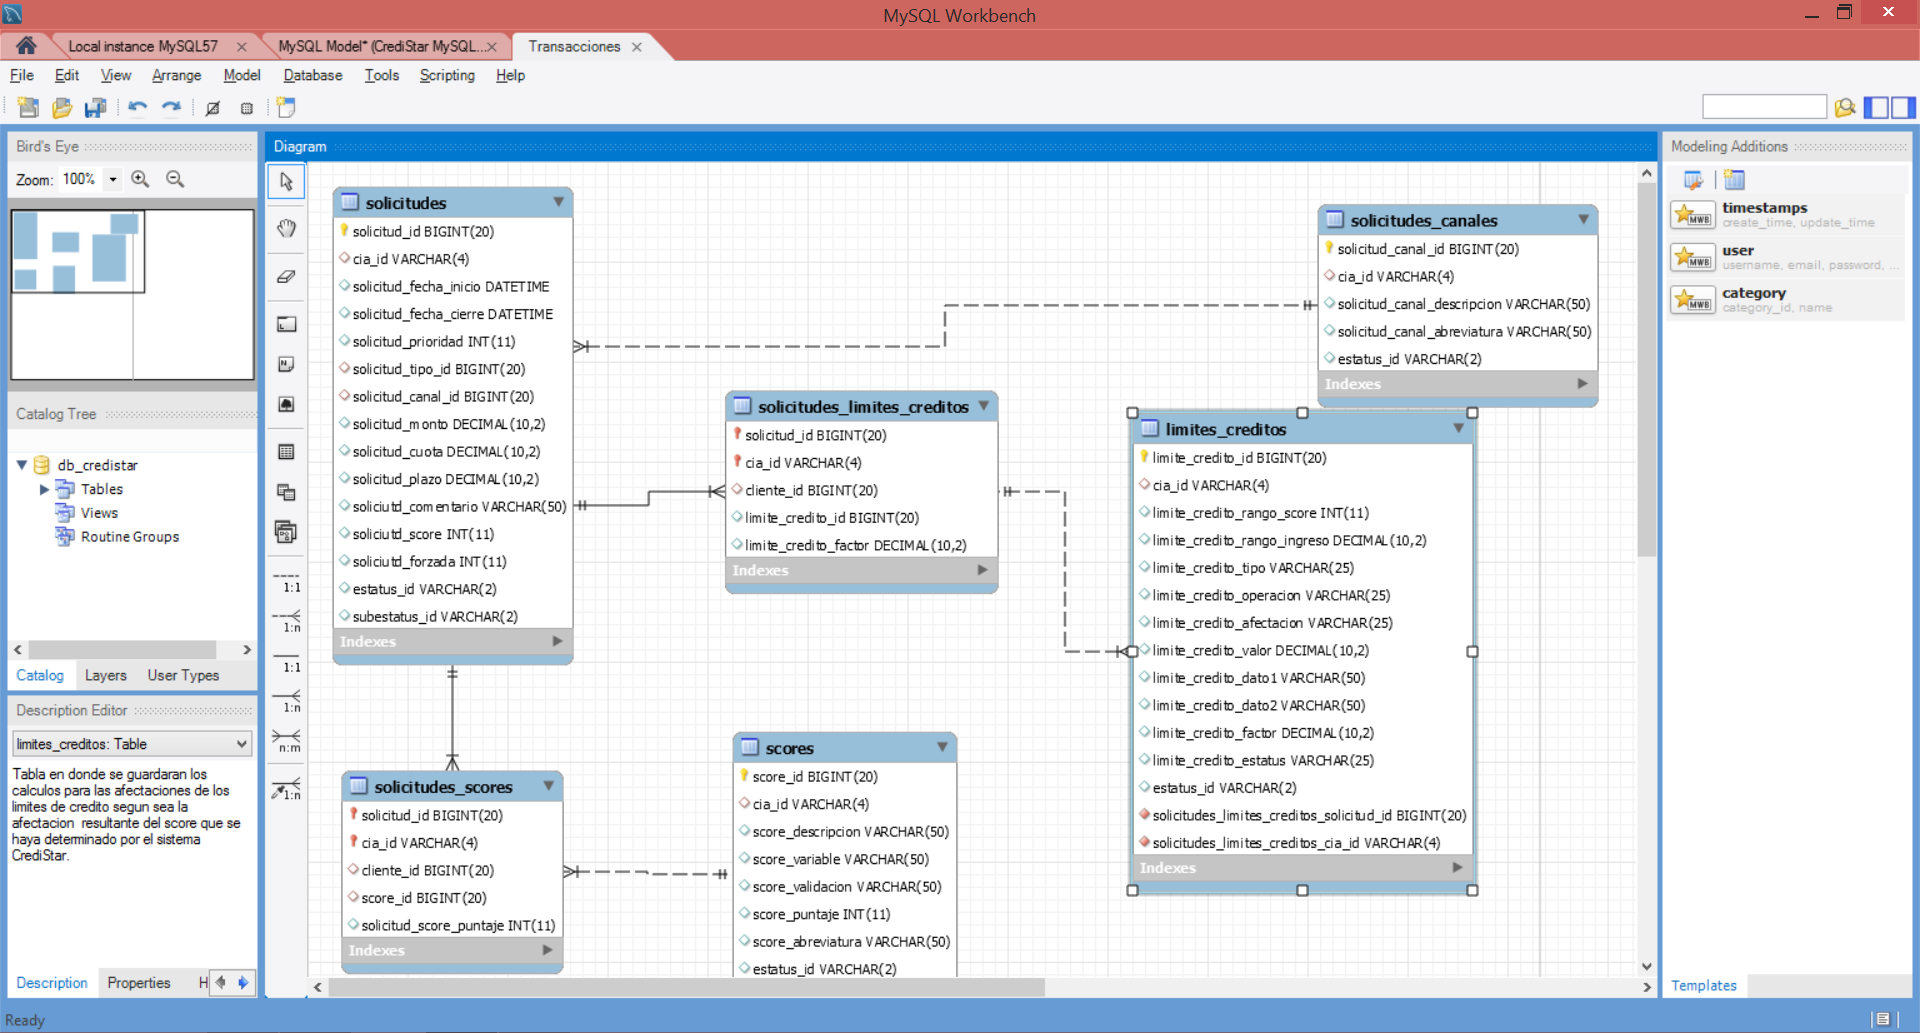 MySQL Workbench
Local instance MySQL57
MySQL Model* (CrediStar MySQL...
Transacciones
File Edit View Arrange Model Database Tools Scripting Help
Bird's Eye
Zoom: 100%
Catalog Tree
db_credistar
Tables
Views
Routine Groups
Catalog Layers User Types
Description Editor
limites_creditos: Table
Tabla en donde se guardaran los
calculos para las afectaciones de los
limites de credito segun sea la
afectacion resultante del score que se
haya determinado por el sistema
CrediStar.
Description Properties H
Ready
Diagram
1:1
1:n
1:1
1:n
n:m
1:n
solicitudes
solicitud_id BIGINT(20)
cia_id VARCHAR(4)
solicitud_fecha_inicio DATETIME
solicitud_fecha_cierre DATETIME
solicitud_prioridad INT(11)
solicitud_tipo_id BIGINT(20)
solicitud_canal_id BIGINT(20)
solicitud_monto DECIMAL(10,2)
solicitud_cuota DECIMAL(10,2)
solicitud_plazo DECIMAL(10,2)
soliciutd_comentario VARCHAR(50)
soliciutd_score INT(11)
soliciutd_forzada INT(11)
estatus_id VARCHAR(2)
subestatus_id VARCHAR(2)
Indexes
solicitudes_scores
solicitud_id BIGINT(20)
cia_id VARCHAR(4)
cliente_id BIGINT(20)
score_id BIGINT(20)
solicitud_score_puntaje INT(11)
Indexes
solicitudes_limites_creditos
solicitud_id BIGINT(20)
cia_id VARCHAR(4)
cliente_id BIGINT(20)
limite_credito_id BIGINT(20)
limite_credito_factor DECIMAL(10,2)
Indexes
scores
score_id BIGINT(20)
cia_id VARCHAR(4)
score_descripcion VARCHAR(50)
score_variable VARCHAR(50)
score_validacion VARCHAR(50)
score_puntaje INT(11)
score_abreviatura VARCHAR(50)
estatus_id VARCHAR(2)
solicitudes_canales
solicitud_canal_id BIGINT(20)
cia_id VARCHAR(4)
solicitud_canal_descripcion VARCHAR(50)
solicitud_canal_abreviatura VARCHAR(50)
estatus_id VARCHAR(2)
Indexes
limites_creditos
limite_credito_id BIGINT(20)
cia_id VARCHAR(4)
limite_credito_rango_score INT(11)
limite_credito_rango_ingreso DECIMAL(10,2)
limite_credito_tipo VARCHAR(25)
limite_credito_operacion VARCHAR(25)
limite_credito_afectacion VARCHAR(25)
limite_credito_valor DECIMAL(10,2)
limite_credito_dato1 VARCHAR(50)
limite_credito_dato2 VARCHAR(50)
limite_credito_factor DECIMAL(10,2)
limite_credito_estatus VARCHAR(25)
estatus_id VARCHAR(2)
solicitudes_limites_creditos_solicitud_id BIGINT(20)
solicitudes_limites_creditos_cia_id VARCHAR(4)
Indexes
Modeling Additions
MWB
timestamps
create_time, update_time
MWB
user
username, email, password, ...
MWB
category
category_id, name
Templates